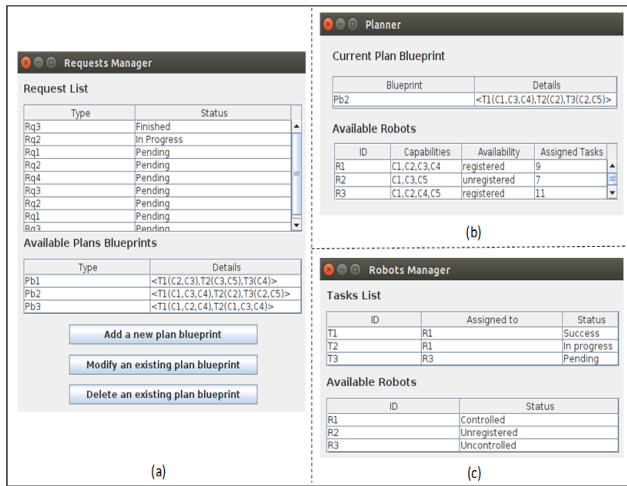 Requests Manager
Request List
Type Status
Rq3 Finished
Rq2 In Progress
Rq1 Pending
Rq2 Pending
Rq4 Pending
Rq3 Pending
Rq2 Pending
Rq1 Pending
Rq3 Pending
Available Plans Blueprints
Type Details
Pb1 <T1(C2,C3),T2(C3,C5),T3(C4)>
Pb2 <T1(C1,C3,C4),T2(C2),T3(C2,C5)>
Pb3 <T1(C1,C2,C4),T2(C1,C3,C4)>
Add a new plan blueprint
Modify an existing plan blueprint
Delete an existing plan blueprint
(a)
Planner
Current Plan Blueprint
Blueprint Details
Pb2 <T1(C1,C3,C4),T2(C2),T3(C2,C5)>
Available Robots
ID Capabilities Availability Assigned Tasks
R1 C1,C2,C3,C4 registered 9
R2 C1,C3,C5 unregistered 7
R3 C1,C2,C4,C5 registered 11
(b)
Robots Manager
Tasks List
ID Assigned to Status
T1 R1 Success
T2 R1 In progress
T3 R3 Pending
Available Robots
ID Status
R1 Controlled
R2 Unregistered
R3 Uncontrolled
(c)